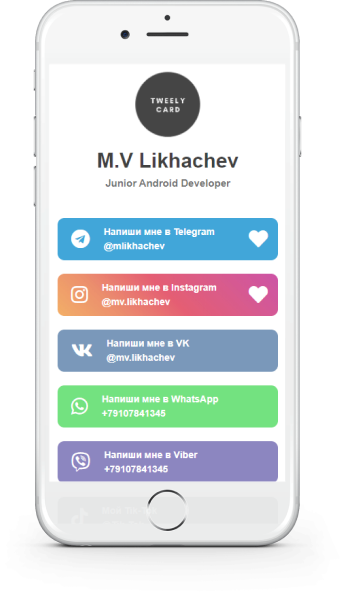 TWEELY
CARD
M.V Likhachev
Junior Android Developer
Напиши мне в Telegram
@mlikhachev
Напиши мне в Instagram
@mv.likhachev
Напиши мне в VK
@mv.likhachev
Напиши мне в WhatsApp
+79107841345
Напиши мне в Viber
+79107841345